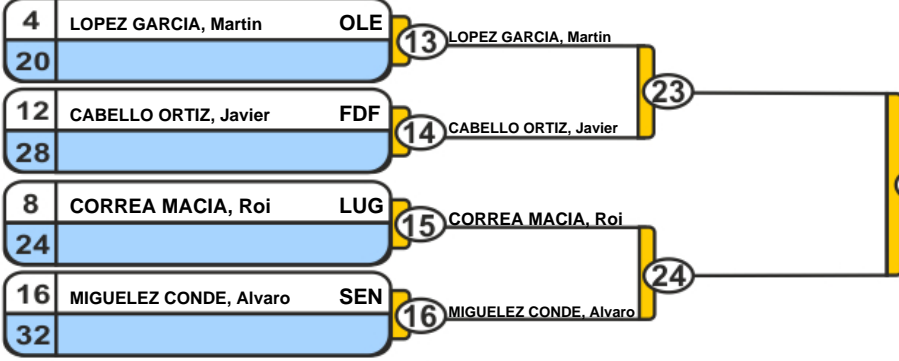 4 LOPEZ GARCIA, Martin OLE
20
13 LOPEZ GARCIA, Martin
12 CABELLO ORTIZ, Javier FDF
28
14 CABELLO ORTIZ, Javier
23
8 CORREA MACIA, Roi LUG
24
15 CORREA MACIA, Roi
16 MIGUELEZ CONDE, Alvaro SEN
32
16 MIGUELEZ CONDE, Alvaro
24